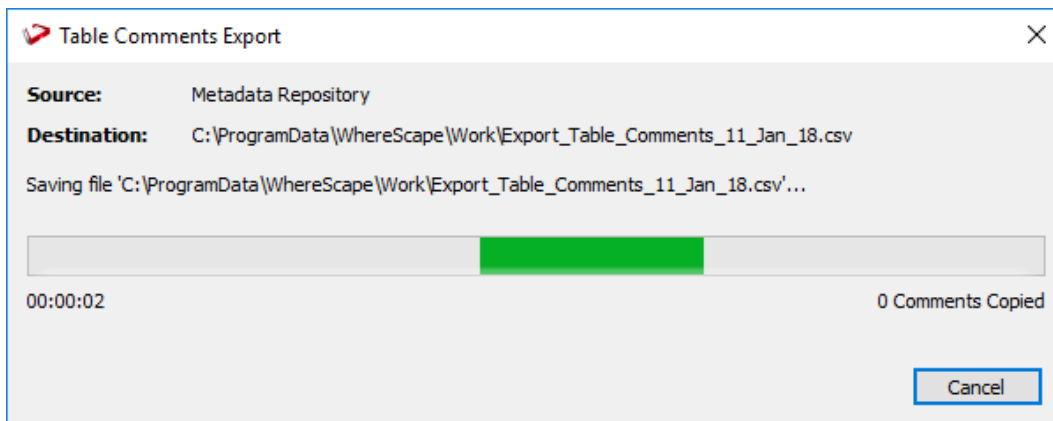 Table Comments Export
Source: Metadata Repository
Destination: C:\ProgramData\WhereScape\Work\Export_Table_Comments_11_Jan_18.csv
Saving file 'C:\ProgramData\WhereScape\Work\Export_Table_Comments_11_Jan_18.csv'...
00:00:02 0 Comments Copied
Cancel